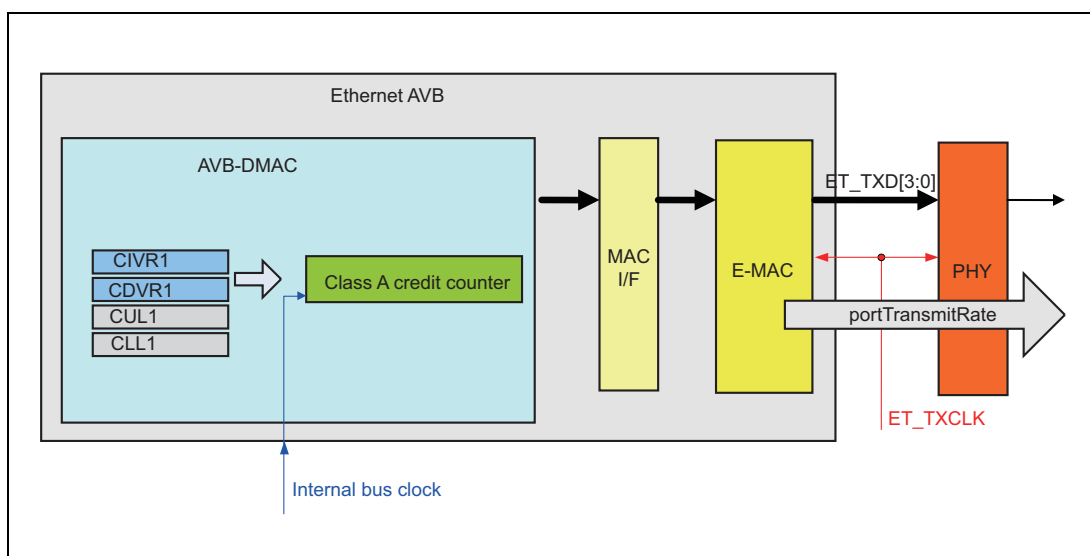 Ethernet AVB
AVB-DMAC
CIVR1
CDVR1
CUL1
CLL1
Class A credit counter
MAC
I/F
E-MAC
ET_TXD[3:0]
PHY
portTransmitRate
ET_TXCLK
Internal bus clock